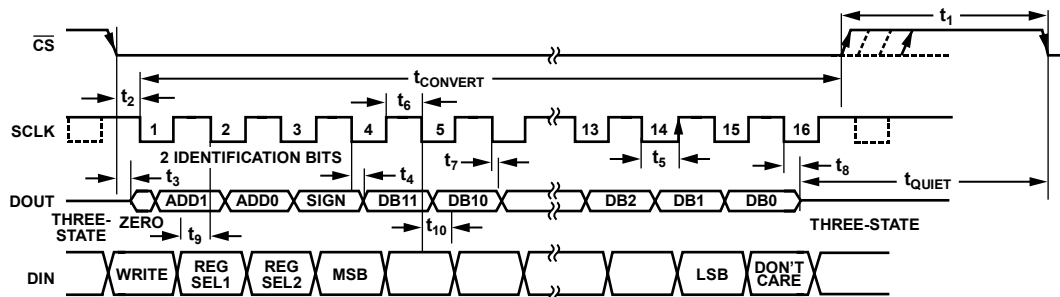 t1
CS
tCONVERT
t2
t6
SCLK
1 2 3 4 5 13 14 15 16
2 IDENTIFICATION BITS
t3 t4 t7 t5 t8
tQUIET
DOUT
ADD1 ADD0 SIGN DB11 DB10 DB2 DB1 DB0
THREE-STATE
ZERO
t9 t10
THREE-STATE
DIN
WRITE
REG SEL1
REG SEL2
MSB
LSB
DON'T CARE